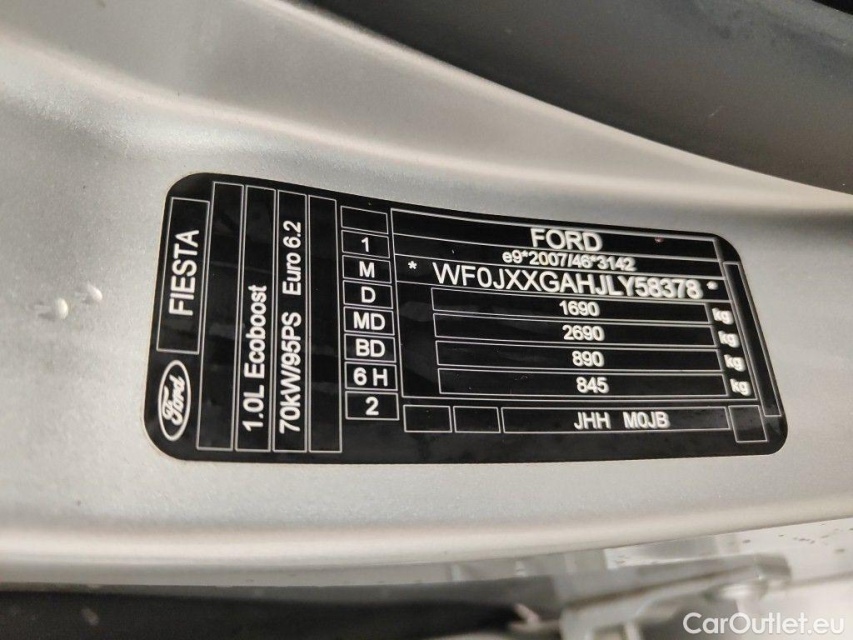 FIESTA
Ford
1.0L Ecoboost
70kW/95PS Euro 6.2
1
M
D
MD
BD
6 H
2
FORD
e9*2007/46*3142
* WF0JXXGAHJLY58378 *
1690 kg
2690 kg
890 kg
845 kg
JHH M0JB
CarOutlet.eu